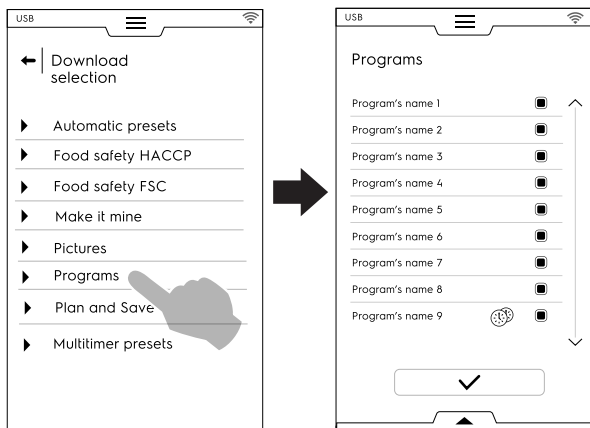 USB
Download
selection
Automatic presets
Food safety HACCP
Food safety FSC
Make it mine
Pictures
Programs
Plan and Save
Multitimer presets
USB
Programs
Program's name 1
Program's name 2
Program's name 3
Program's name 4
Program's name 5
Program's name 6
Program's name 7
Program's name 8
Program's name 9